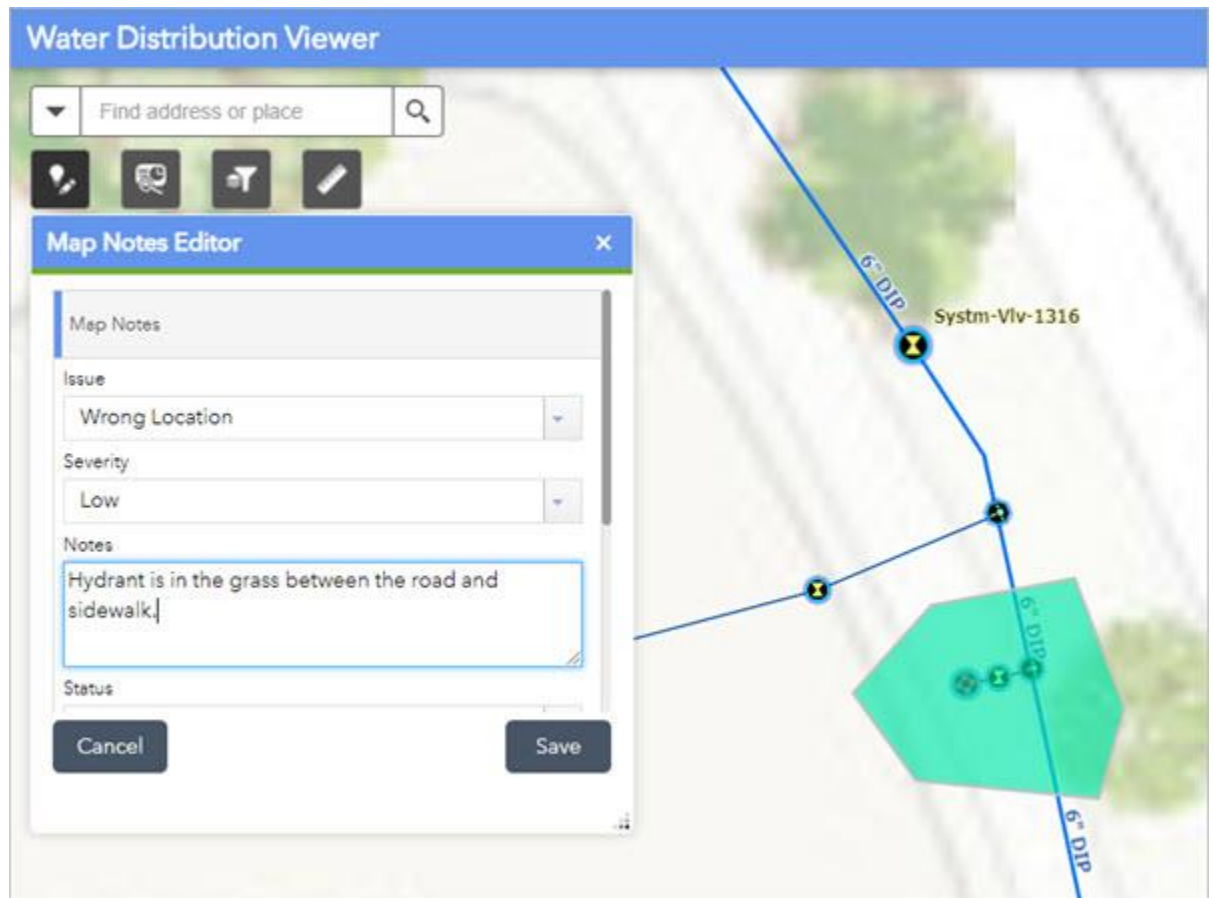 Water Distribution Viewer
Find address or place
Map Notes Editor
×
Map Notes
Issue
Wrong Location
Severity
Low
Notes
Hydrant is in the grass between the road and
sidewalk.
Status
Cancel
Save
6" DIP
Systm-Vlv-1316
6" DIP
6" DIP